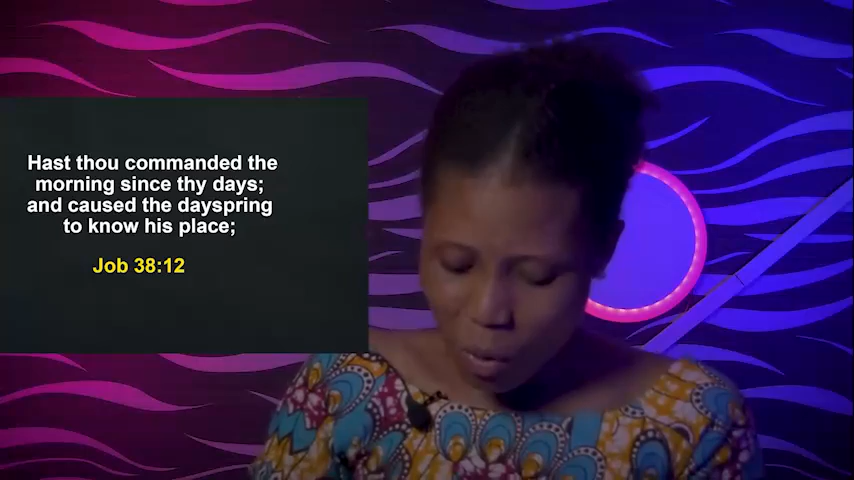 Hast thou commanded the
morning since thy days;
and caused the dayspring
to know his place;
Job 38:12